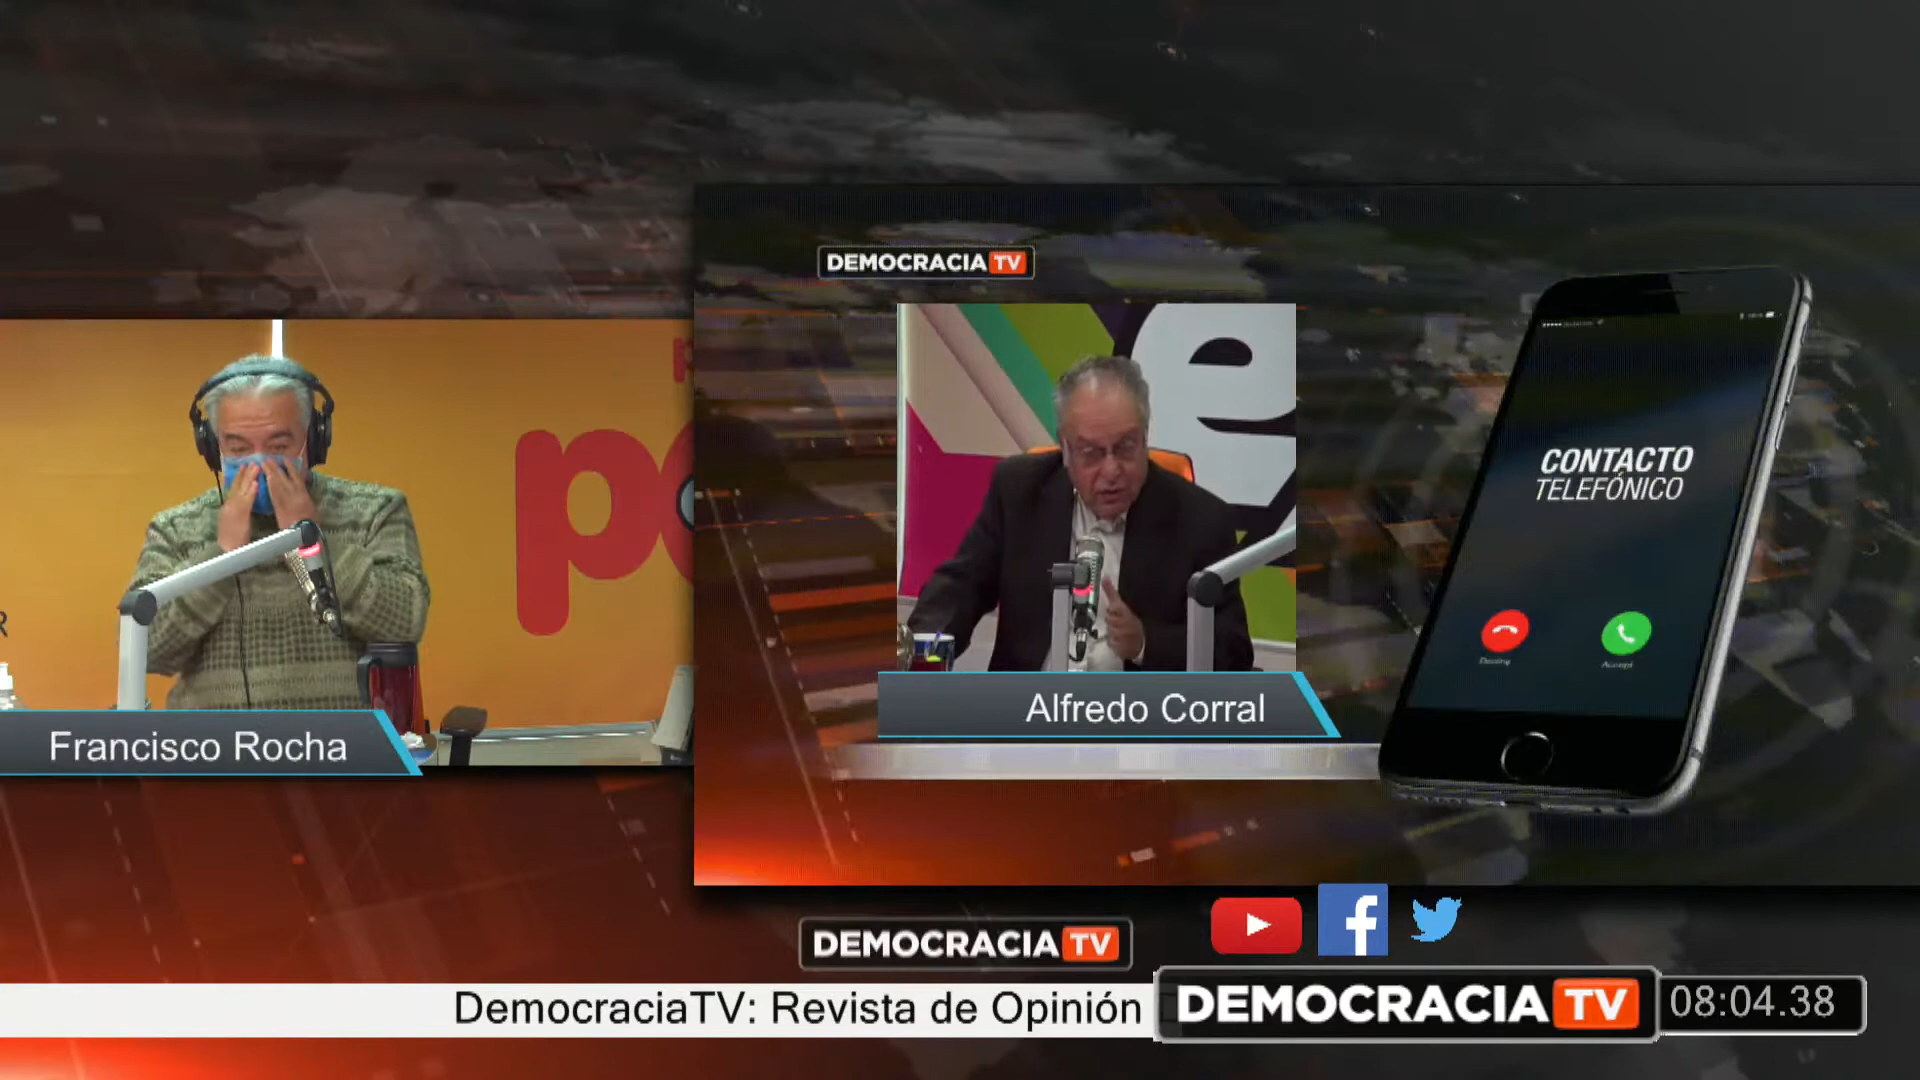 DEMOCRACIA TV
CONTACTO
TELEFÓNICO
Accept
Alfredo Corral
Francisco Rocha
DEMOCRACIA TV
DemocraciaTV: Revista de Opinión
DEMOCRACIA TV
08:04.38